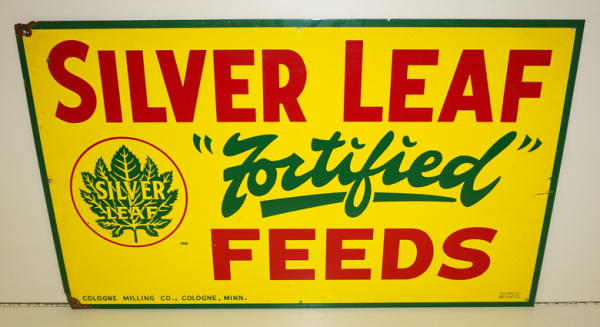 SILVER LEAF
"Fortified"
SILVER
LEAF
FEEDS
COLOGNE MILLING CO., COLOGNE, MINN.